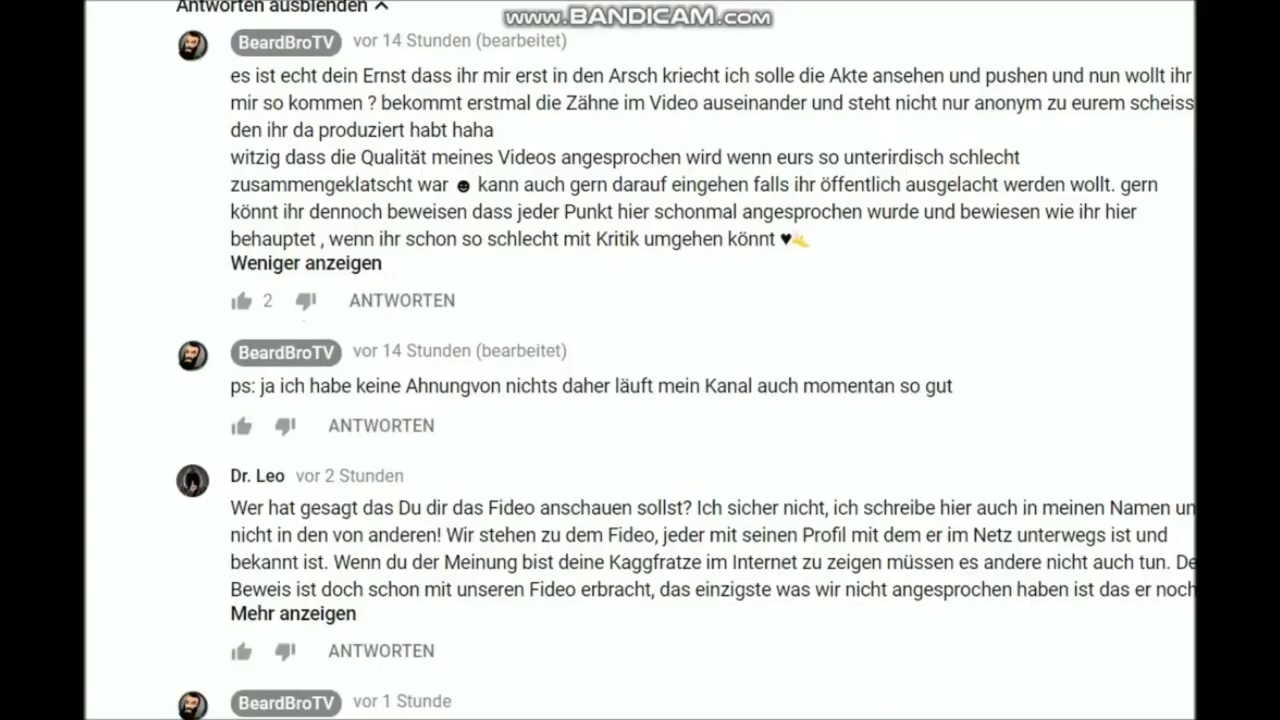 Antworten ausblenden
www.BANDICAM.com
BeardBroTV vor 14 Stunden (bearbeitet)
es ist echt dein Ernst dass ihr mir erst in den Arsch kriecht ich solle die Akte ansehen und pushen und nun wollt ihr
mir so kommen ? bekommt erstmal die Zähne im Video auseinander und steht nicht nur anonym zu eurem scheiss
den ihr da produziert habt haha
witzig dass die Qualität meines Videos angesprochen wird wenn eurs so unterirdisch schlecht
zusammengeklatscht war ☻ kann auch gern darauf eingehen falls ihr öffentlich ausgelacht werden wollt. gern
könnt ihr dennoch beweisen dass jeder Punkt hier schonmal angesprochen wurde und bewiesen wie ihr hier
behauptet , wenn ihr schon so schlecht mit Kritik umgehen könnt ♥🤙
Weniger anzeigen
2 ANTWORTEN
BeardBroTV vor 14 Stunden (bearbeitet)
ps: ja ich habe keine Ahnungvon nichts daher läuft mein Kanal auch momentan so gut
ANTWORTEN
Dr. Leo vor 2 Stunden
Wer hat gesagt das Du dir das Fideo anschauen sollst? Ich sicher nicht, ich schreibe hier auch in meinen Namen un
nicht in den von anderen! Wir stehen zu dem Fideo, jeder mit seinen Profil mit dem er im Netz unterwegs ist und
bekannt ist. Wenn du der Meinung bist deine Kaggfratze im Internet zu zeigen müssen es andere nicht auch tun. De
Beweis ist doch schon mit unseren Fideo erbracht, das einzigste was wir nicht angesprochen haben ist das er noch
Mehr anzeigen
ANTWORTEN
BeardBroTV vor 1 Stunde